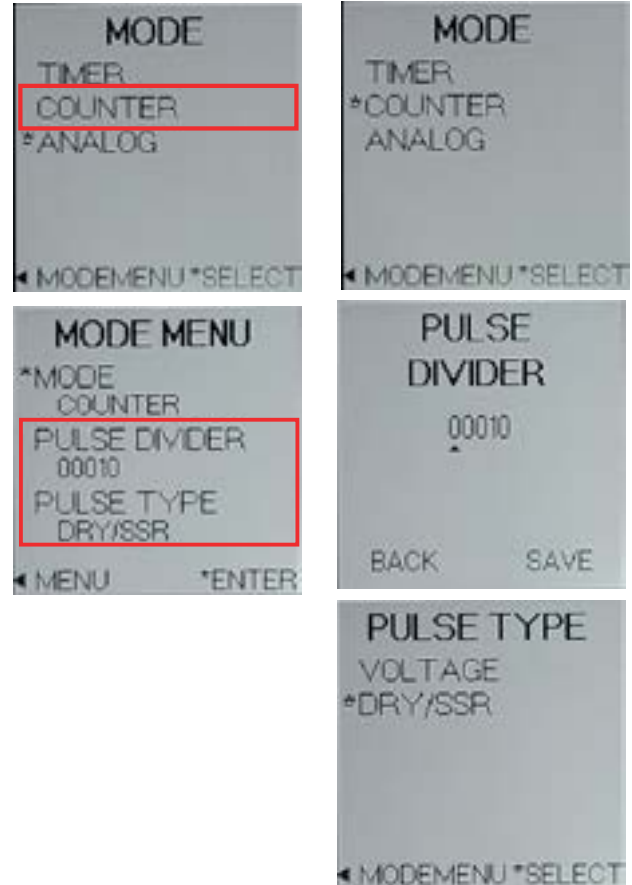 MODE
TIMER
COUNTER
*ANALOG
◄ MODEMENU *SELECT
MODE
TIMER
*COUNTER
ANALOG
◄ MODEMENU *SELECT
MODE MENU
*MODE
COUNTER
PULSE DIVIDER
00010
PULSE TYPE
DRY/SSR
◄ MENU *ENTER
PULSE
DIVIDER
00010
BACK SAVE
PULSE TYPE
VOLTAGE
*DRY/SSR
◄ MODEMENU *SELECT